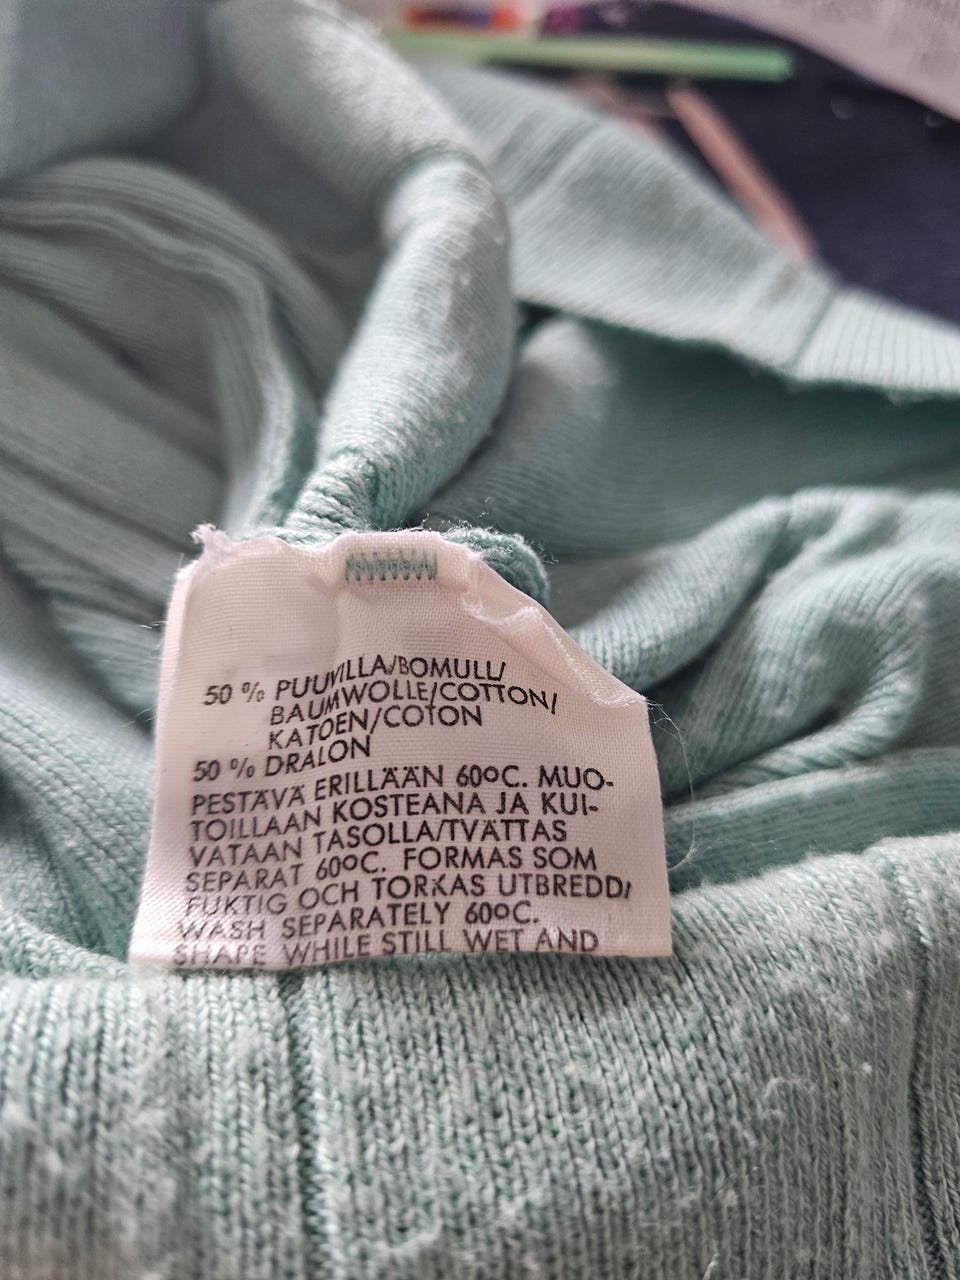 50 % PUUVILLA/BOMULL/
BAUMWOLLE/COTTON/
KATOEN/COTON
50 % DRALON
PESTÄVÄ ERILLÄÄN 60ºC. MUO-
TOILLAAN KOSTEANA JA KUI-
VATAAN TASOLLA/TVÄTTAS
SEPARAT 60ºC. FORMAS SOM
FUKTIG OCH TORKAS UTBREDD/
WASH SEPARATELY 60ºC.
SHAPE WHILE STILL WET AND